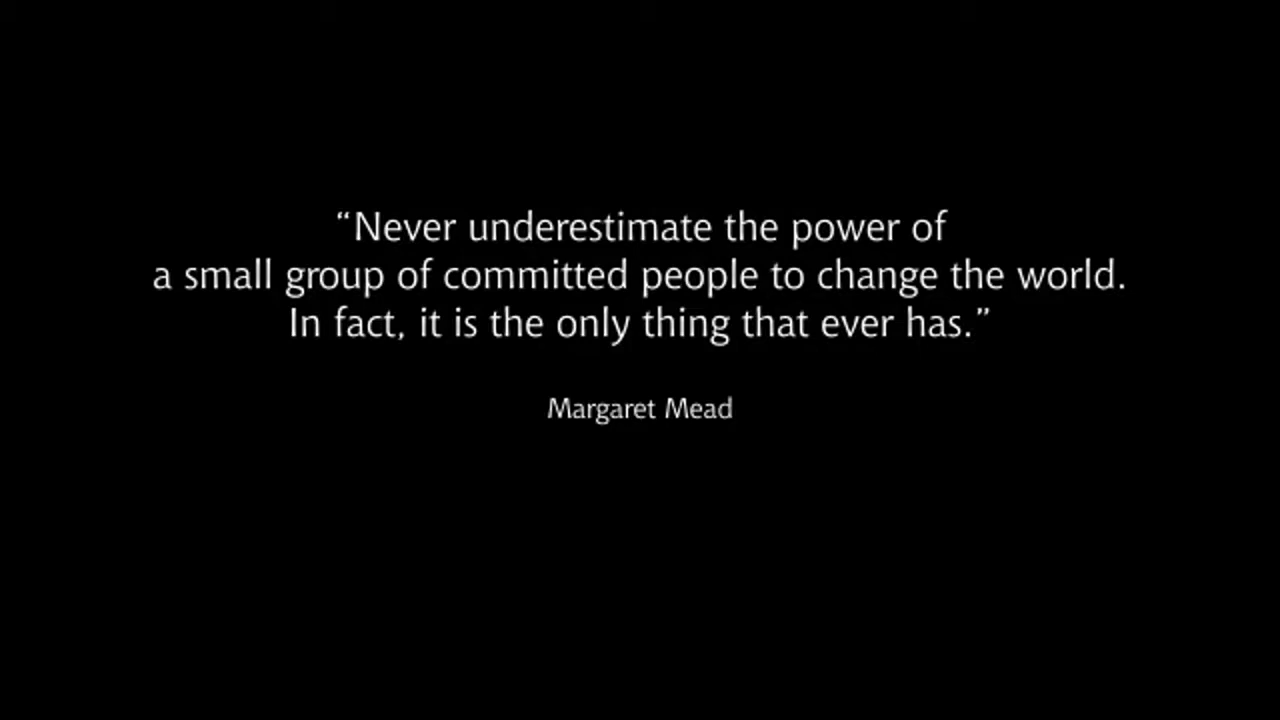 “Never underestimate the power of
a small group of committed people to change the world.
In fact, it is the only thing that ever has.”
Margaret Mead